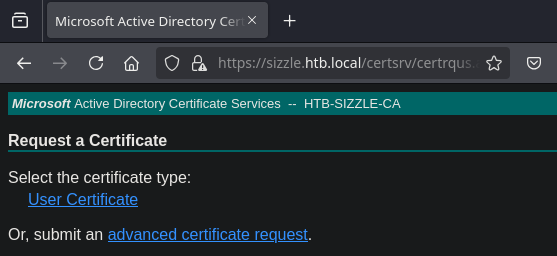 Microsoft Active Directory Cert
https://sizzle.htb.local/certsrv/certrqus.
Microsoft Active Directory Certificate Services -- HTB-SIZZLE-CA
Request a Certificate
Select the certificate type:
User Certificate
Or, submit an advanced certificate request.